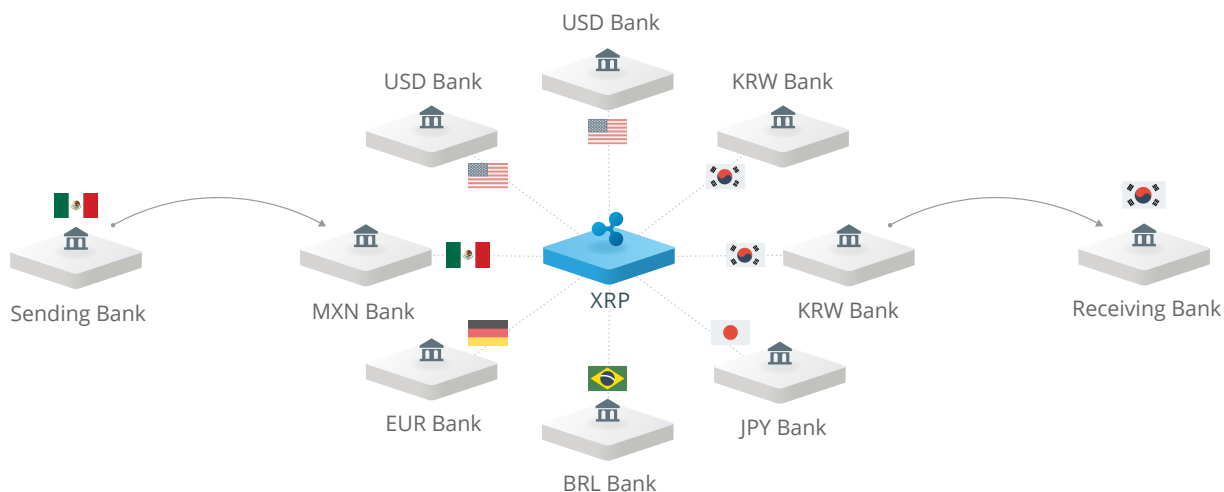 USD Bank
USD Bank
KRW Bank
Sending Bank
MXN Bank
XRP
KRW Bank
Receiving Bank
EUR Bank
JPY Bank
BRL Bank